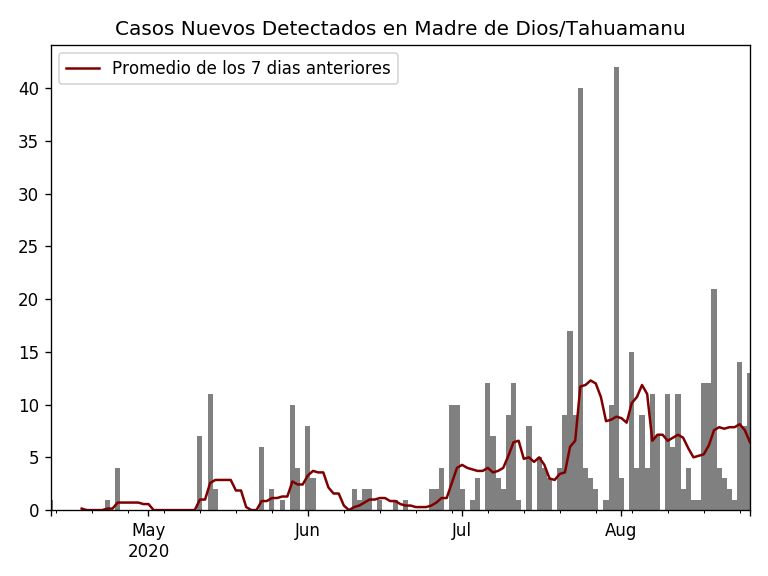 Casos Nuevos Detectados en Madre de Dios/Tahuamanu
Promedio de los 7 dias anteriores
40
35
30
25
20
15
10
5
0
May
2020
Jun
Jul
Aug